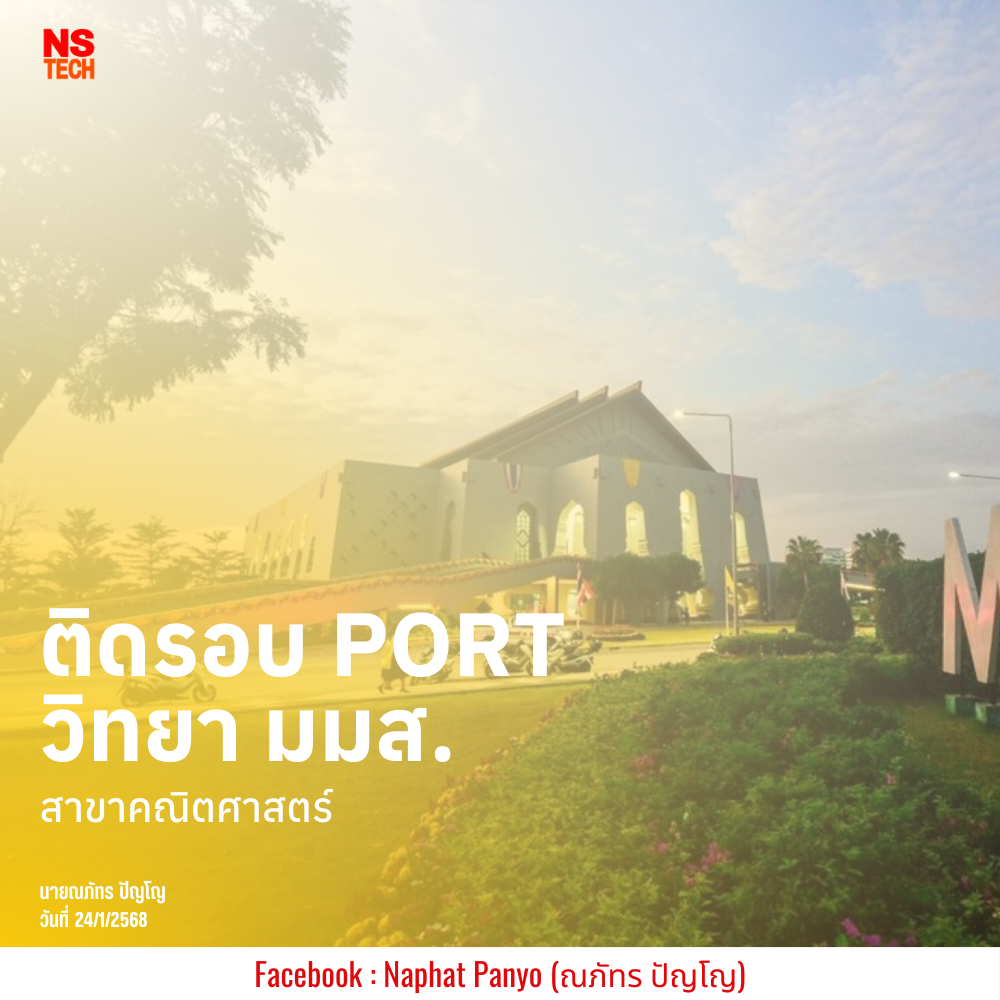 NS
TECH
M
ติดรอบ PORT
วิทยา มมส.
สาขาคณิตศาสตร์
นายณภัทร ปัญโญ
วันที่ 24/1/2568
Facebook : Naphat Panyo (ณภัทร ปัญโญ)